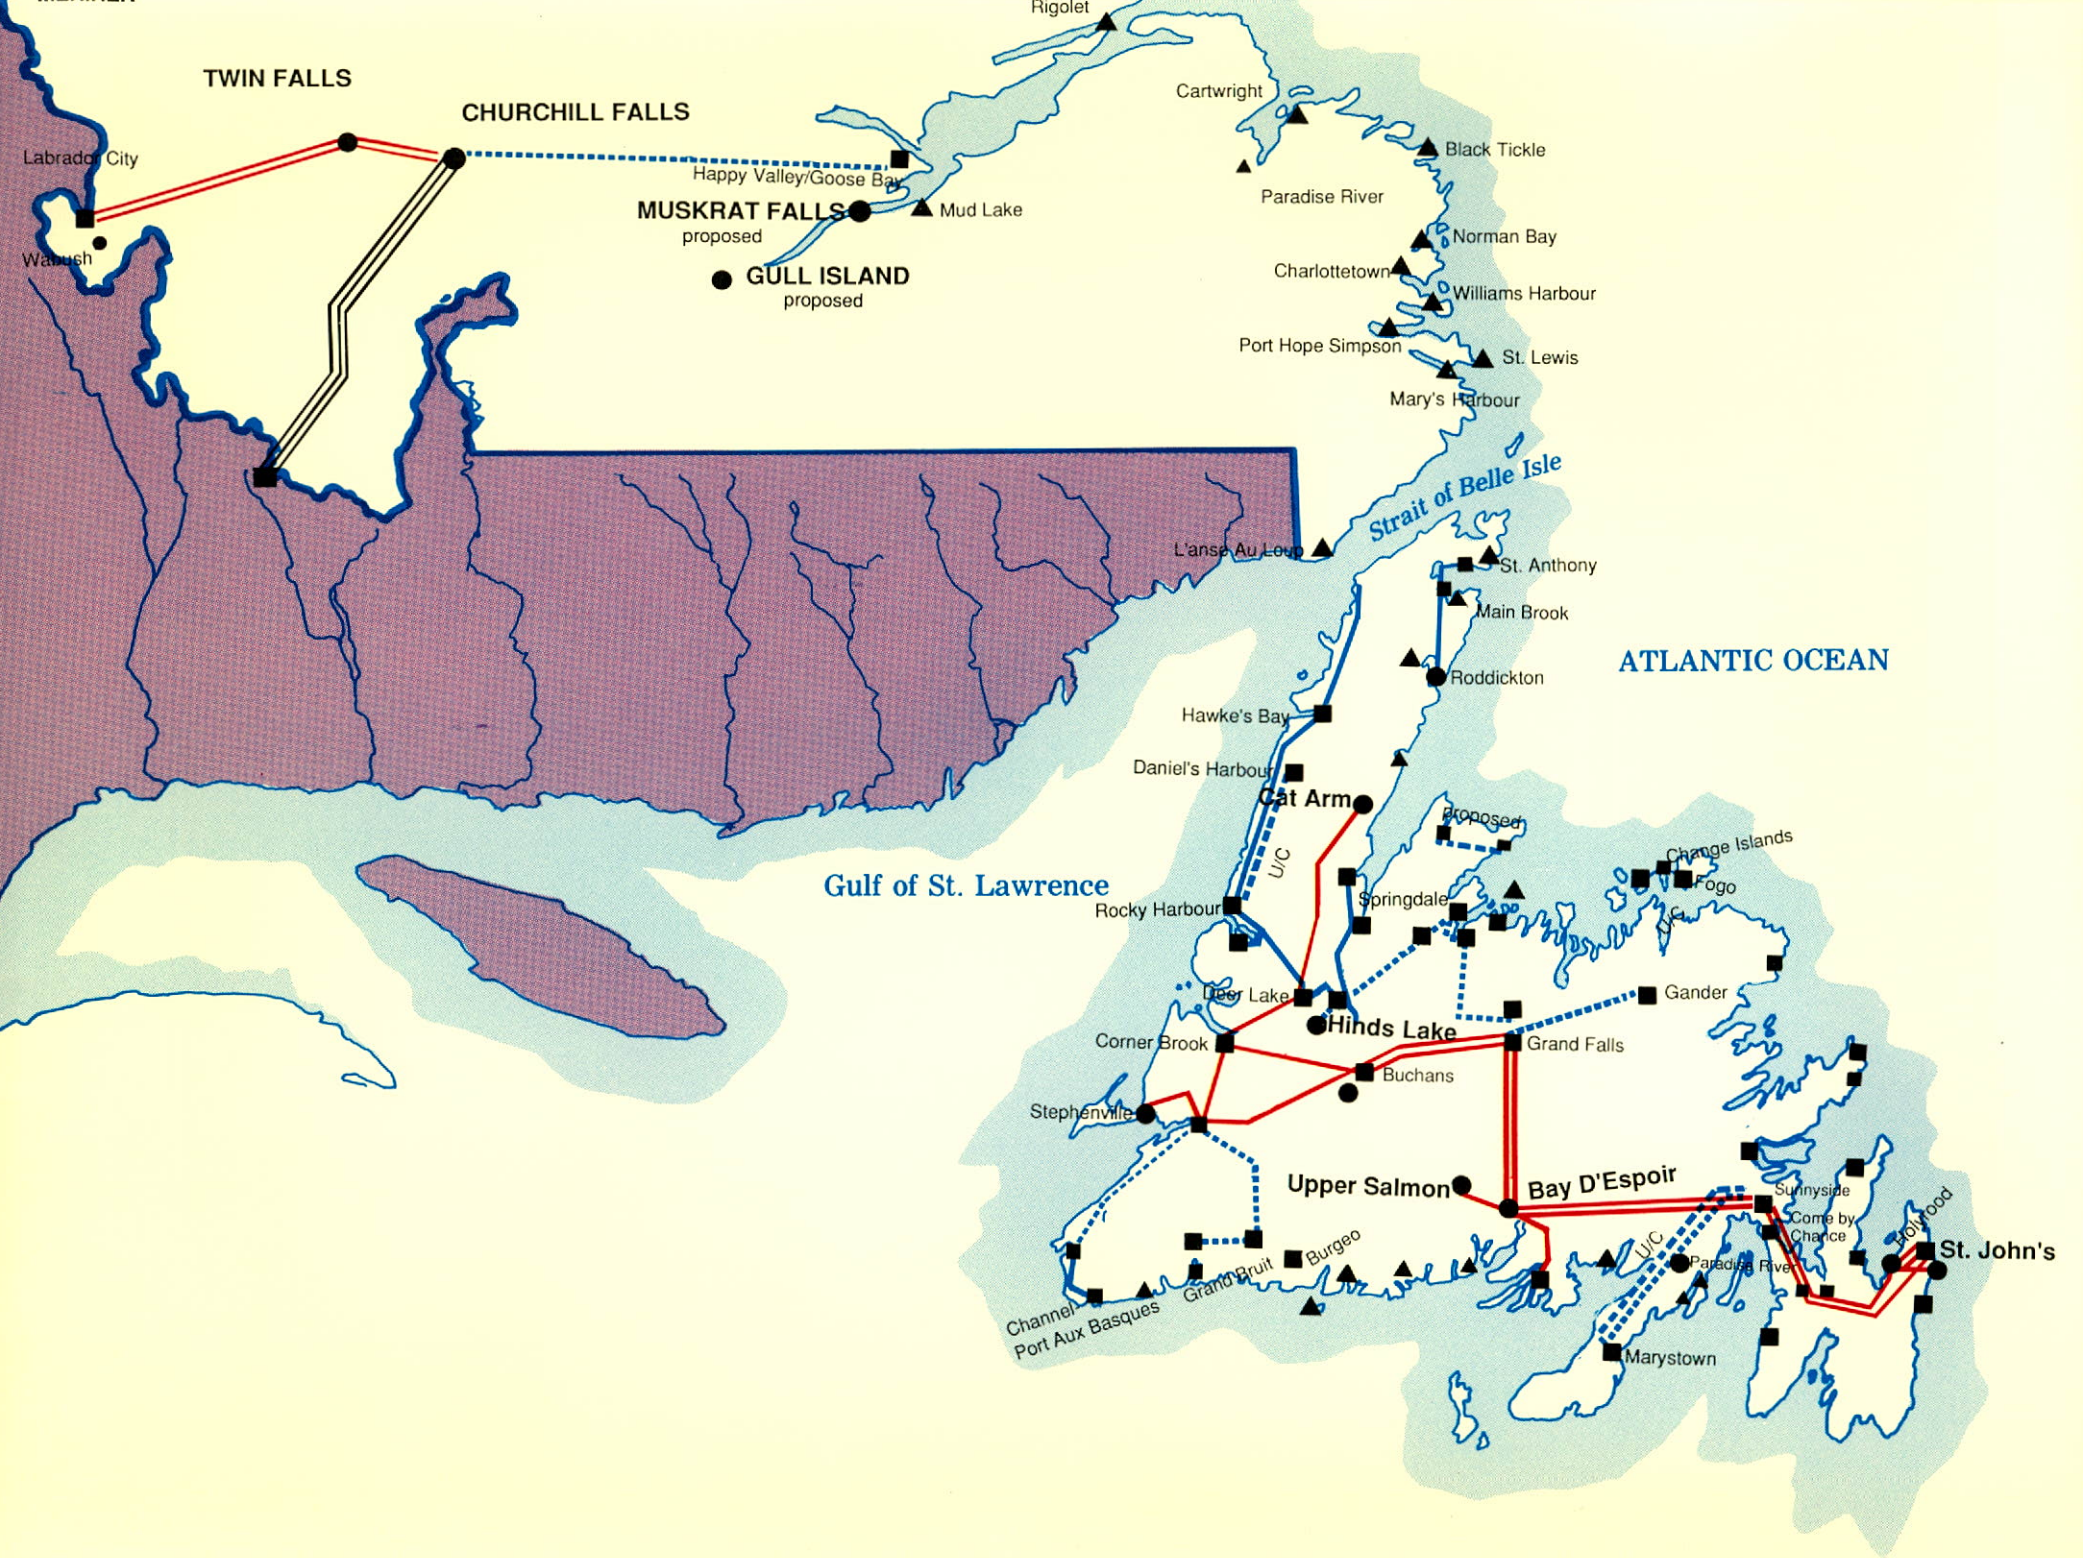 Rigolet
TWIN FALLS
CHURCHILL FALLS
Cartwright
Labrador City
Black Tickle
Happy Valley/Goose Bay
Paradise River
MUSKRAT FALLS
proposed
Mud Lake
Norman Bay
Wabush
Charlottetown
GULL ISLAND
proposed
Williams Harbour
Port Hope Simpson
St. Lewis
Mary's Harbour
Strait of Belle Isle
L'anse Au Loup
St. Anthony
Main Brook
ATLANTIC OCEAN
Roddickton
Hawke's Bay
Daniel's Harbour
Cat Arm
proposed
U/C
Change Islands
Fogo
Gulf of St. Lawrence
Springdale
Rocky Harbour
U/C
Deer Lake
Gander
Hinds Lake
Corner Brook
Grand Falls
Buchans
Stephenville
Upper Salmon
Bay D'Espoir
Sunnyside
Come by
Chance
Holyrood
St. John's
U/C
Paradise River
Burgeo
Grand Bruit
Channel-
Port Aux Basques
Marystown